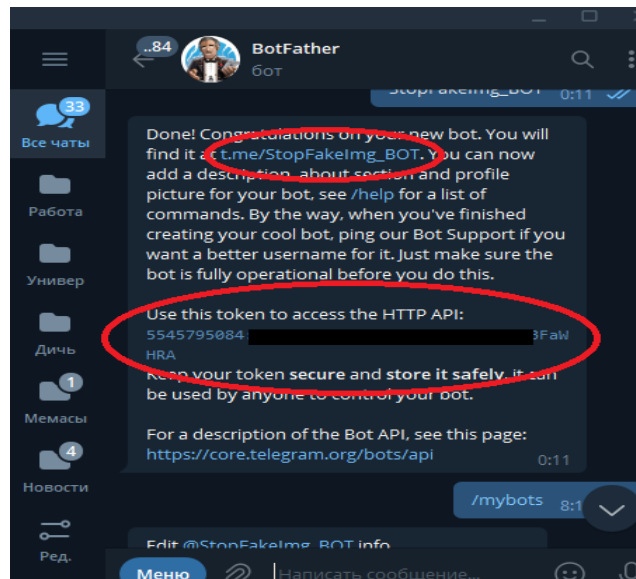 ..84
BotFather
бот
StopFakeImg_BOT 0:11
33
Все чаты
Работа
Универ
Дичь
1
Мемасы
4
Новости
Ред.
Done! Congratulations on your new bot. You will
find it at t.me/StopFakeImg_BOT. You can now
add a description, about section and profile
picture for your bot, see /help for a list of
commands. By the way, when you've finished
creating your cool bot, ping our Bot Support if you
want a better username for it. Just make sure the
bot is fully operational before you do this.
Use this token to access the HTTP API:
5545795084: 3FaW
HRA
Keep your token secure and store it safely, it can
be used by anyone to control your bot.
For a description of the Bot API, see this page:
https://core.telegram.org/bots/api
0:11
/mybots 8:1
Edit @StopFakeImg_BOT info.
Меню
Написать сообщение...